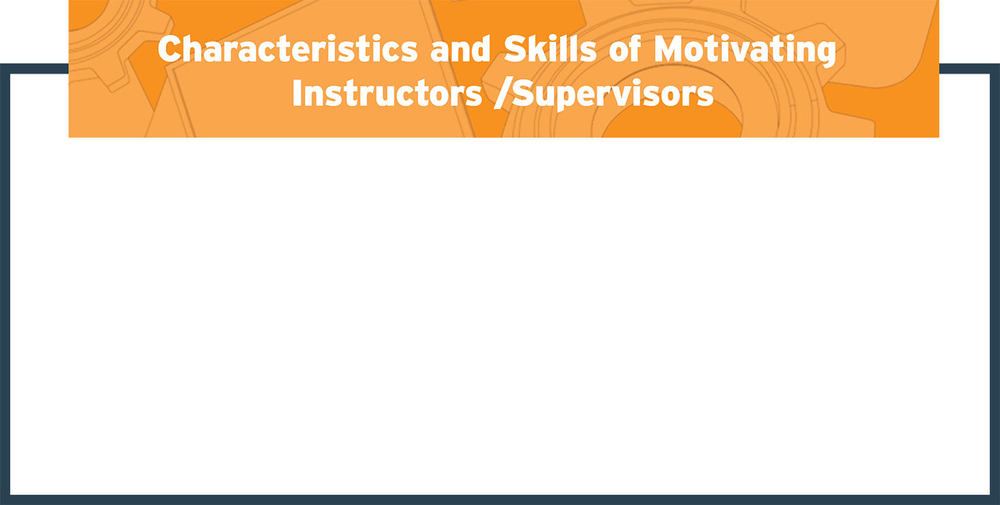 Characteristics and Skills of Motivating
Instructors /Supervisors